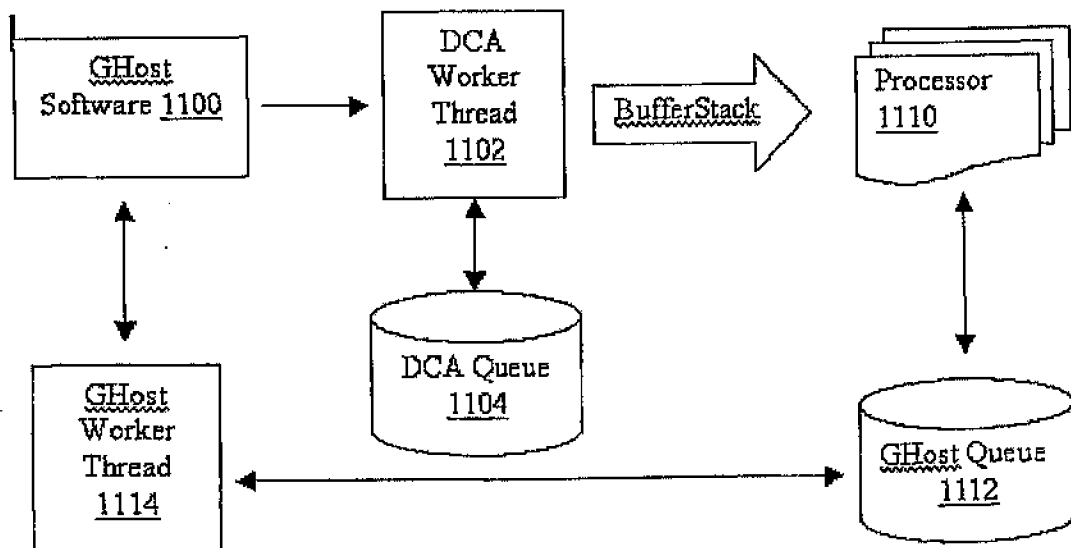 GHost
Software 1100
DCA
Worker
Thread
1102
BufferStack
Processor
1110
DCA Queue
1104
GHost
Worker
Thread
1114
GHost Queue
1112